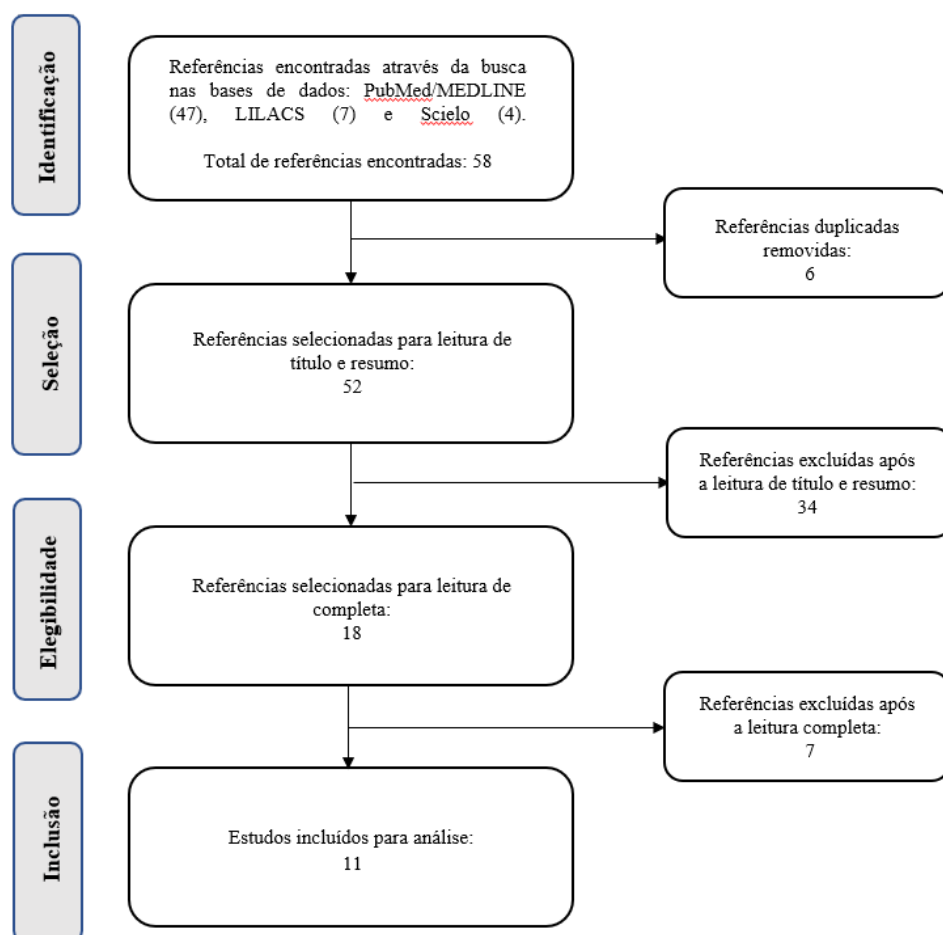 Identificação
Referências encontradas através da busca
nas bases de dados: PubMed/MEDLINE
(47), LILACS (7) e Scielo (4).
Total de referências encontradas: 58
Referências duplicadas
removidas:
6
Seleção
Referências selecionadas para leitura de
título e resumo:
52
Referências excluídas após
a leitura de título e resumo:
34
Elegibilidade
Referências selecionadas para leitura de
completa:
18
Referências excluídas após
a leitura completa:
7
Inclusão
Estudos incluídos para análise:
11